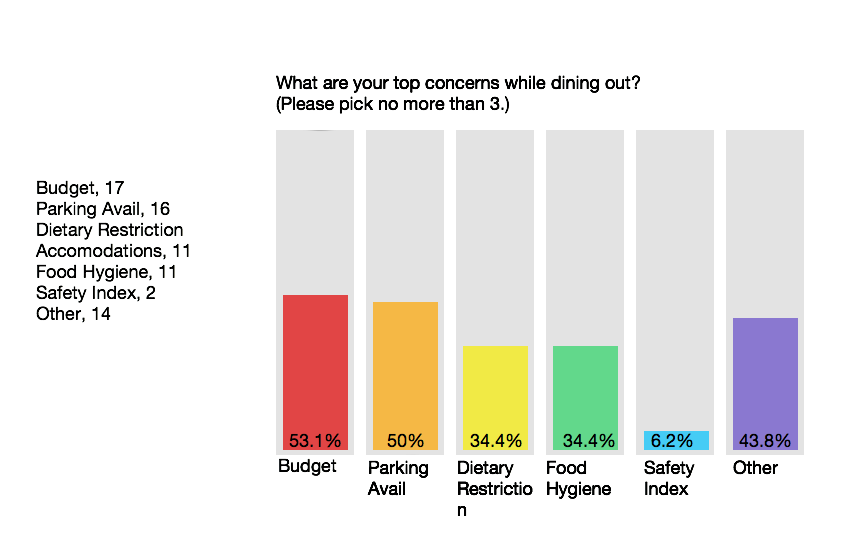 What are your top concerns while dining out?
(Please pick no more than 3.)
Budget, 17
Parking Avail, 16
Dietary Restriction
Accomodations, 11
Food Hygiene, 11
Safety Index, 2
Other, 14
53.1%
50%
34.4%
34.4%
6.2%
43.8%
Budget
Parking
Avail
Dietary
Restrictio
n
Food
Hygiene
Safety
Index
Other